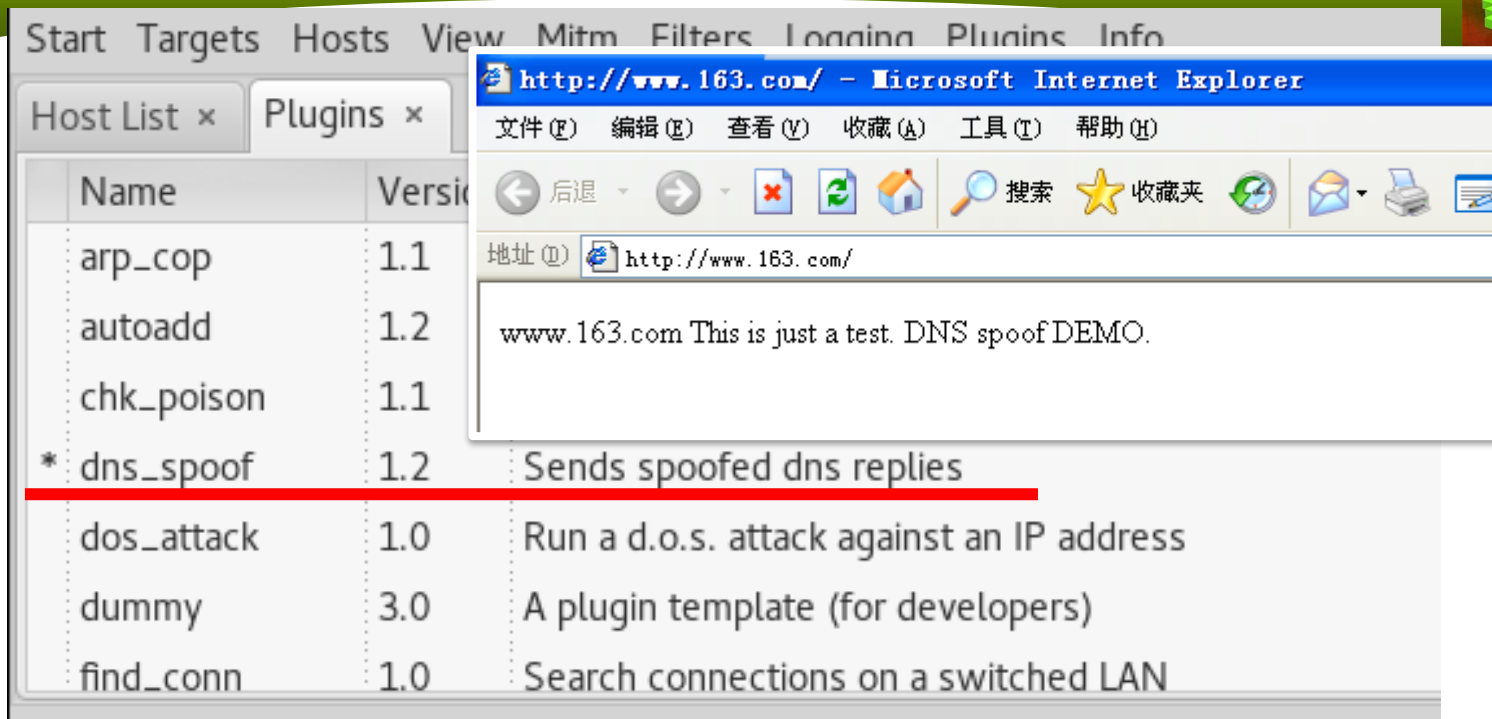 Start Targets Hosts View Mitm Filters Logging Plugins Info
http://www.163.com/ - Microsoft Internet Explorer
Host List × Plugins ×
文件(F) 编辑(E) 查看(V) 收藏(A) 工具(T) 帮助(H)
Name Versio
后退 搜索 收藏夹
arp_cop 1.1
地址(D) http://www.163.com/
autoadd 1.2
www.163.com This is just a test. DNS spoof DEMO.
chk_poison 1.1
* dns_spoof 1.2 Sends spoofed dns replies
dos_attack 1.0 Run a d.o.s. attack against an IP address
dummy 3.0 A plugin template (for developers)
find_conn 1.0 Search connections on a switched LAN